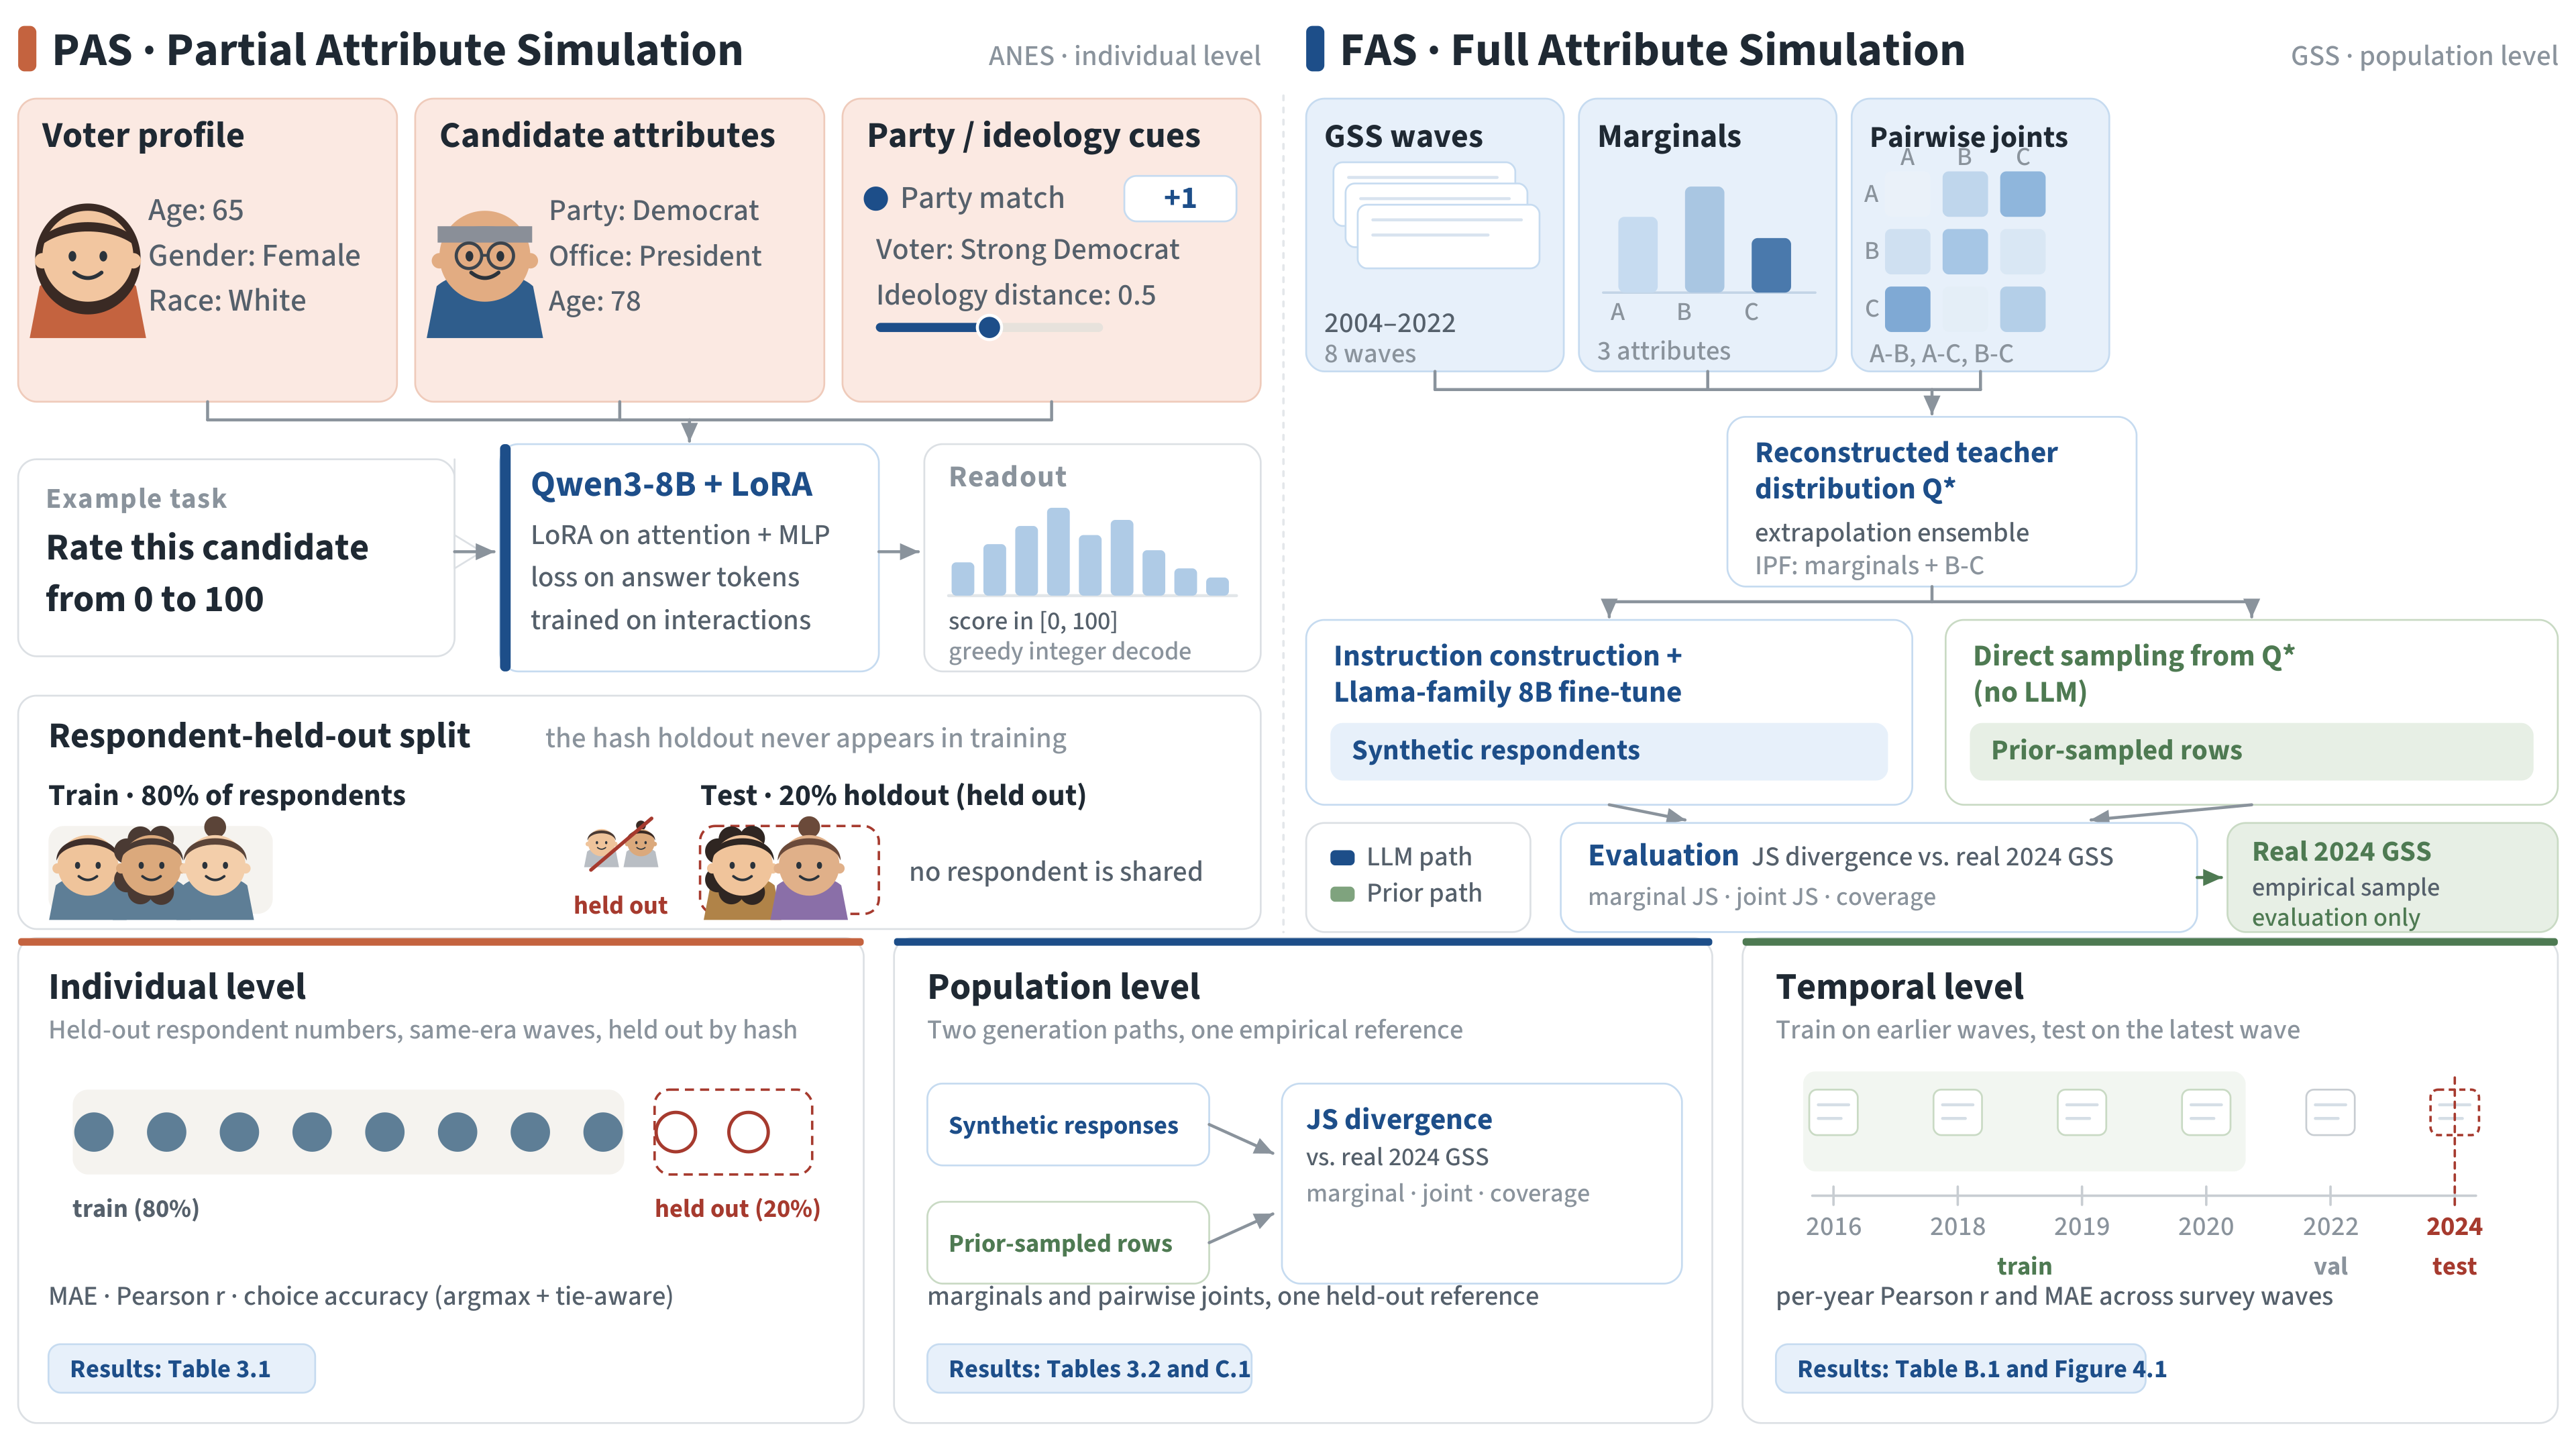 PAS · Partial Attribute Simulation
ANES · individual level
Voter profile
Age: 65
Gender: Female
Race: White
Candidate attributes
Party: Democrat
Office: President
Age: 78
Party / ideology cues
Party match
+1
Voter: Strong Democrat
Ideology distance: 0.5
Example task
Rate this candidate
from 0 to 100
Qwen3-8B + LoRA
LoRA on attention + MLP
loss on answer tokens
trained on interactions
Readout
score in [0, 100]
greedy integer decode
Respondent-held-out split
the hash holdout never appears in training
Train · 80% of respondents
held out
Test · 20% holdout (held out)
no respondent is shared
FAS · Full Attribute Simulation
GSS · population level
GSS waves
2004–2022
8 waves
Marginals
A B C
3 attributes
Pairwise joints
A B C
A
B
C
A-B, A-C, B-C
Reconstructed teacher
distribution Q*
extrapolation ensemble
IPF: marginals + B-C
Instruction construction +
Llama-family 8B fine-tune
Synthetic respondents
Direct sampling from Q*
(no LLM)
Prior-sampled rows
LLM path
Prior path
Evaluation JS divergence vs. real 2024 GSS
marginal JS · joint JS · coverage
Real 2024 GSS
empirical sample
evaluation only
Individual level
Held-out respondent numbers, same-era waves, held out by hash
train (80%)
held out (20%)
MAE · Pearson r · choice accuracy (argmax + tie-aware)
Results: Table 3.1
Population level
Two generation paths, one empirical reference
Synthetic responses
Prior-sampled rows
JS divergence
vs. real 2024 GSS
marginal · joint · coverage
marginals and pairwise joints, one held-out reference
Results: Tables 3.2 and C.1
Temporal level
Train on earlier waves, test on the latest wave
2016 2018 2019 2020 2022 2024
train val test
per-year Pearson r and MAE across survey waves
Results: Table B.1 and Figure 4.1